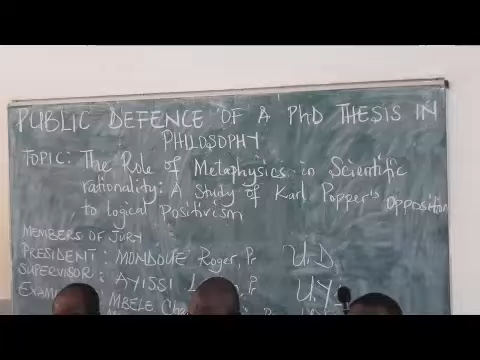 PUBLIC DEFENCE OF A PhD THESIS IN
PHILOSOPHY
TOPIC: The Role of Metaphysics in Scientific
rationality: A study of Karl Popper's opposition
to logical Positivism
MEMBERS OF JURY
PRESIDENT: MONDOUE Roger, Pr U.D.
SUPERVISOR: AYISSI Pr U.Y.
MBELE